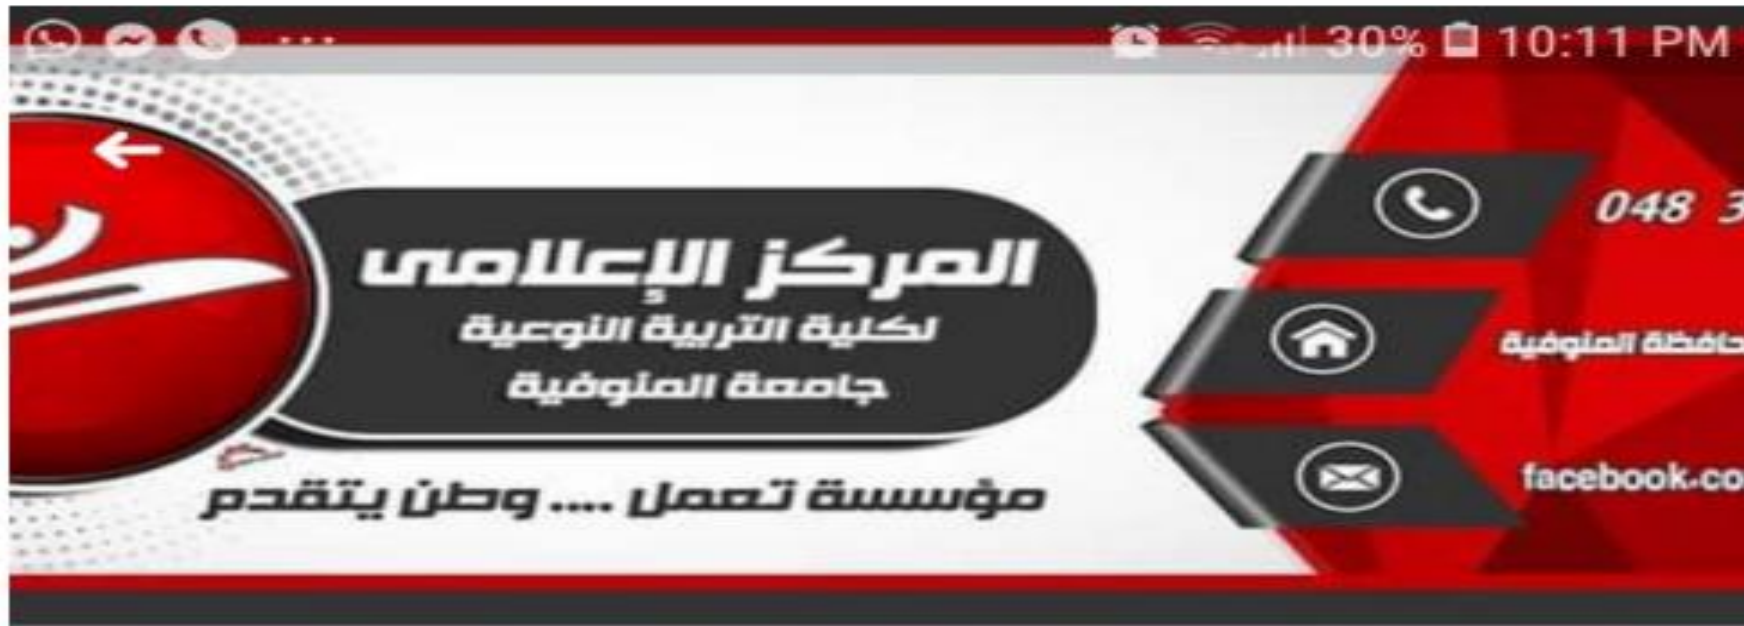 30% 10:11 PM
048 3
المركز الإعلامى
لكلية التربية النوعية
جامعة المنوفية
حافظة المنوفية
facebook.co
مؤسسة تعمل .... وطن يتقدم